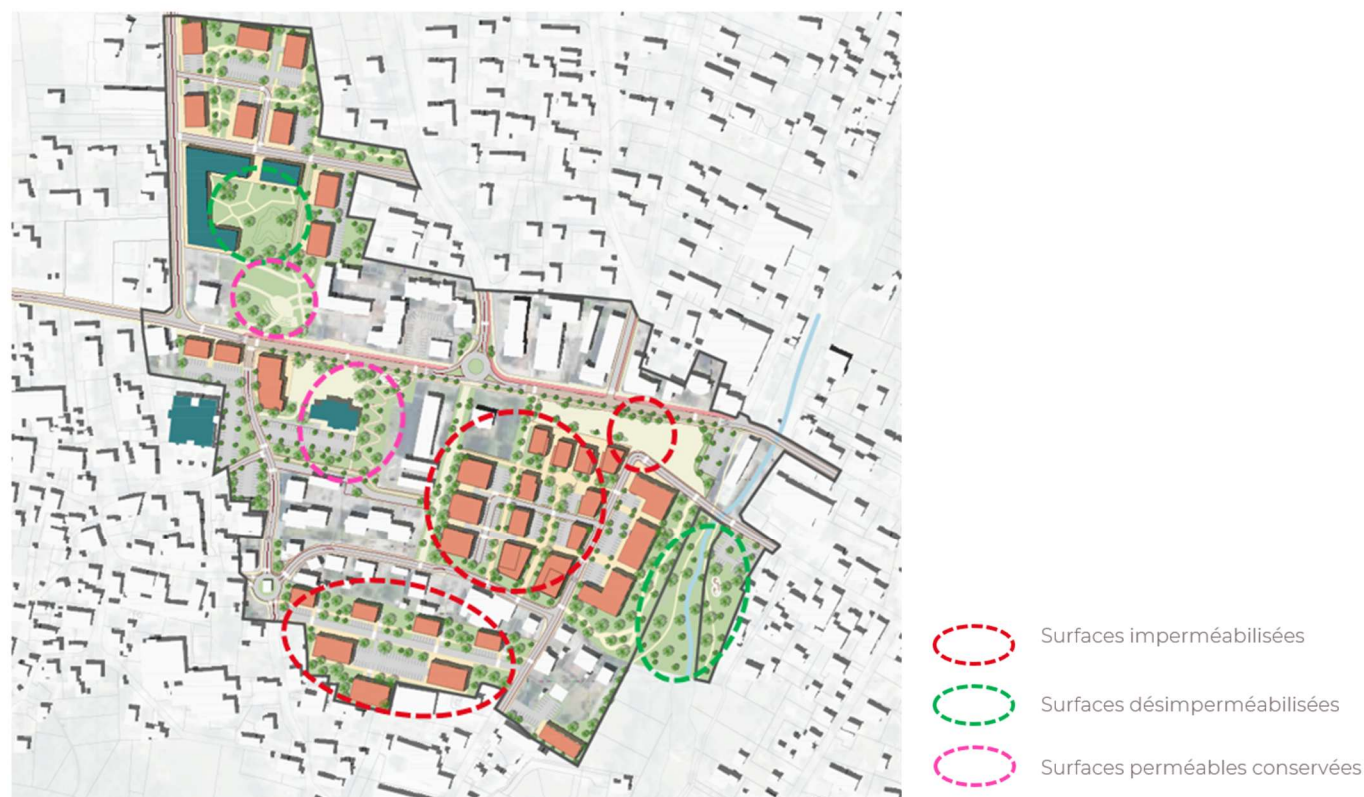 Surfaces imperméabilisées
Surfaces désimperméabilisées
Surfaces perméables conservées